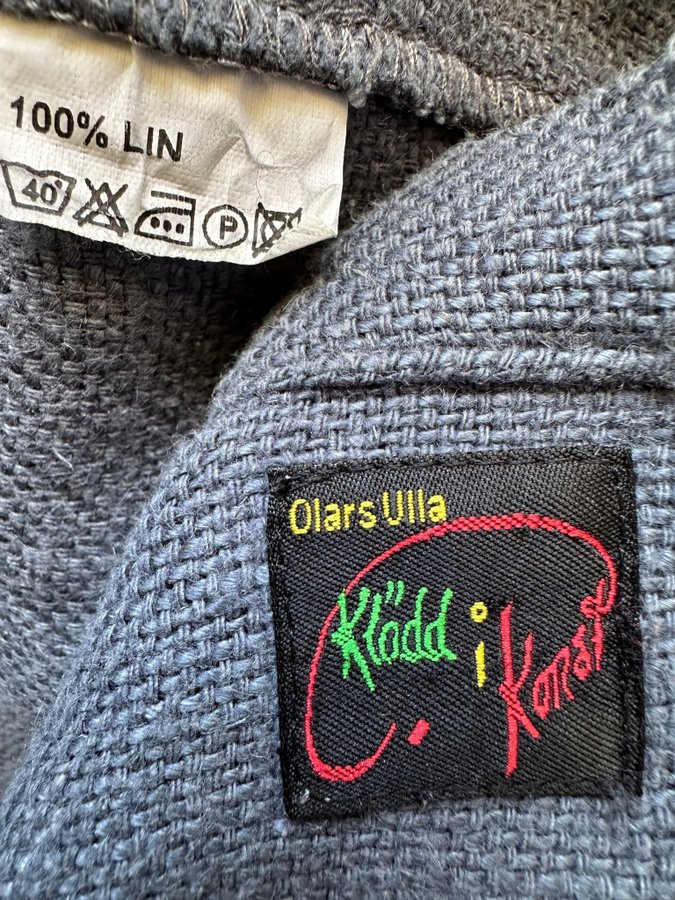 100% LIN
40°
P
Olars Ulla
Klädd
i
Konst